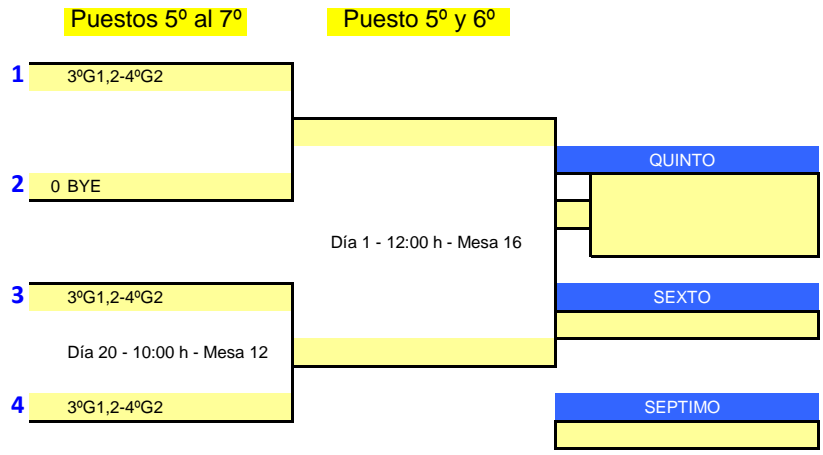 Puestos 5º al 7º
Puesto 5º y 6º
1 3ºG1,2-4ºG2
QUINTO
2 0 BYE
Día 1 - 12:00 h - Mesa 16
3 3ºG1,2-4ºG2
SEXTO
Día 20 - 10:00 h - Mesa 12
4 3ºG1,2-4ºG2
SEPTIMO